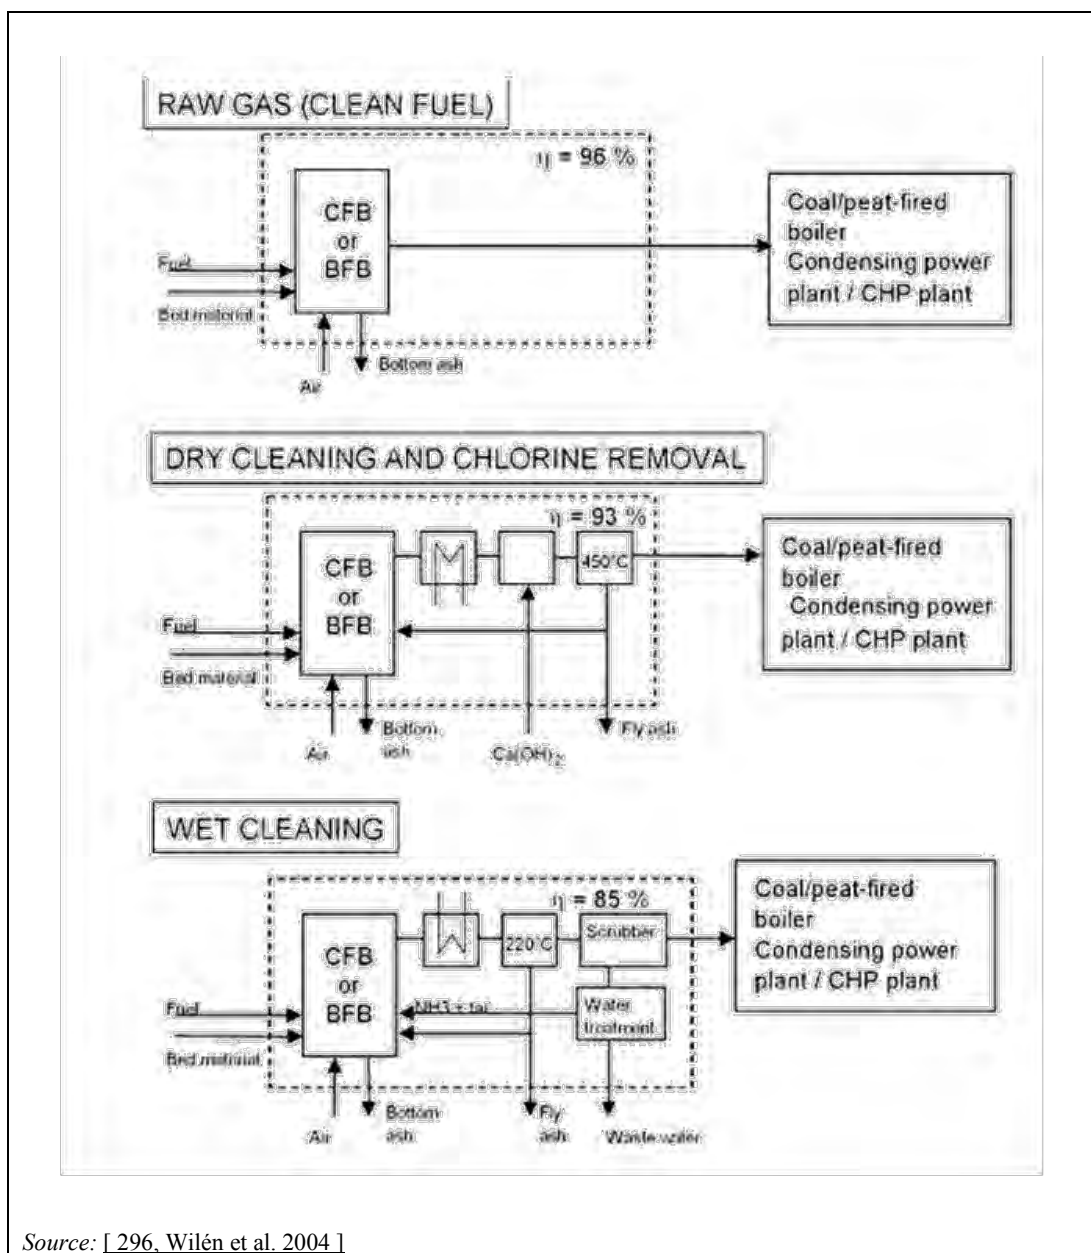 RAW GAS (CLEAN FUEL)
η = 96 %
CFB
or
BFB
Fuel
Bed material
Air
Bottom ash
Coal/peat-fired
boiler
Condensing power
plant / CHP plant
DRY CLEANING AND CHLORINE REMOVAL
η = 93 %
CFB
or
BFB
450°C
Fuel
Bed material
Air
Bottom
ash
Ca(OH)2
Fly ash
Coal/peat-fired
boiler
Condensing power
plant / CHP plant
WET CLEANING
η = 85 %
CFB
or
BFB
220°C
Scrubber
NH3 + tar
Water
treatment
Fuel
Bed material
Air
Bottom
ash
Fly
ash
Waste water
Coal/peat-fired
boiler
Condensing power
plant / CHP plant
Source: [ 296, Wilén et al. 2004 ]